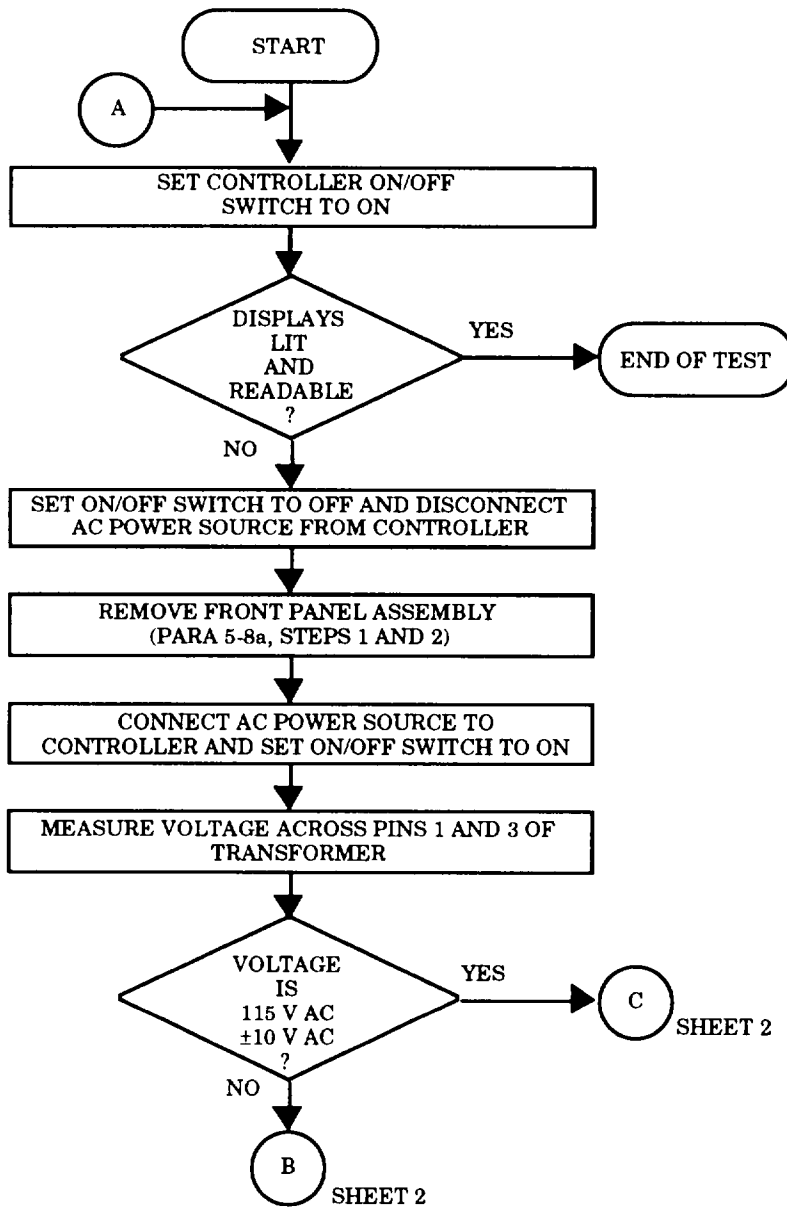 START
A
SET CONTROLLER ON/OFF
SWITCH TO ON
DISPLAYS
LIT
AND
READABLE
?
YES
END OF TEST
NO
SET ON/OFF SWITCH TO OFF AND DISCONNECT
AC POWER SOURCE FROM CONTROLLER
REMOVE FRONT PANEL ASSEMBLY
(PARA 5-8a, STEPS 1 AND 2)
CONNECT AC POWER SOURCE TO
CONTROLLER AND SET ON/OFF SWITCH TO ON
MEASURE VOLTAGE ACROSS PINS 1 AND 3 OF
TRANSFORMER
VOLTAGE
IS
115 V AC
±10 V AC
?
YES
C
SHEET 2
NO
B
SHEET 2